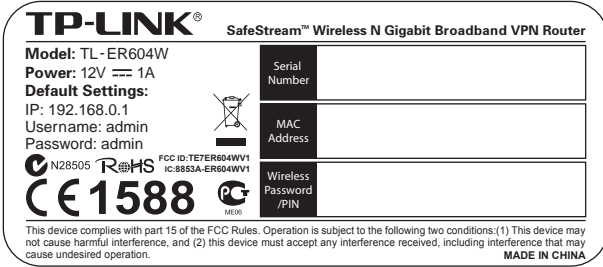 TP-LINK®
SafeStream™ Wireless N Gigabit Broadband VPN Router
Model: TL-ER604W
Power: 12V ⎓ 1A
Default Settings:
IP: 192.168.0.1
Username: admin
Password: admin
N28505 RoHS
FCC ID:TE7ER604WV1
IC:8853A-ER604WV1
CE1588
ME06
Serial
Number
MAC
Address
Wireless
Password
/PIN
This device complies with part 15 of the FCC Rules. Operation is subject to the following two conditions:(1) This device may
not cause harmful interference, and (2) this device must accept any interference received, including interference that may
cause undesired operation.
MADE IN CHINA